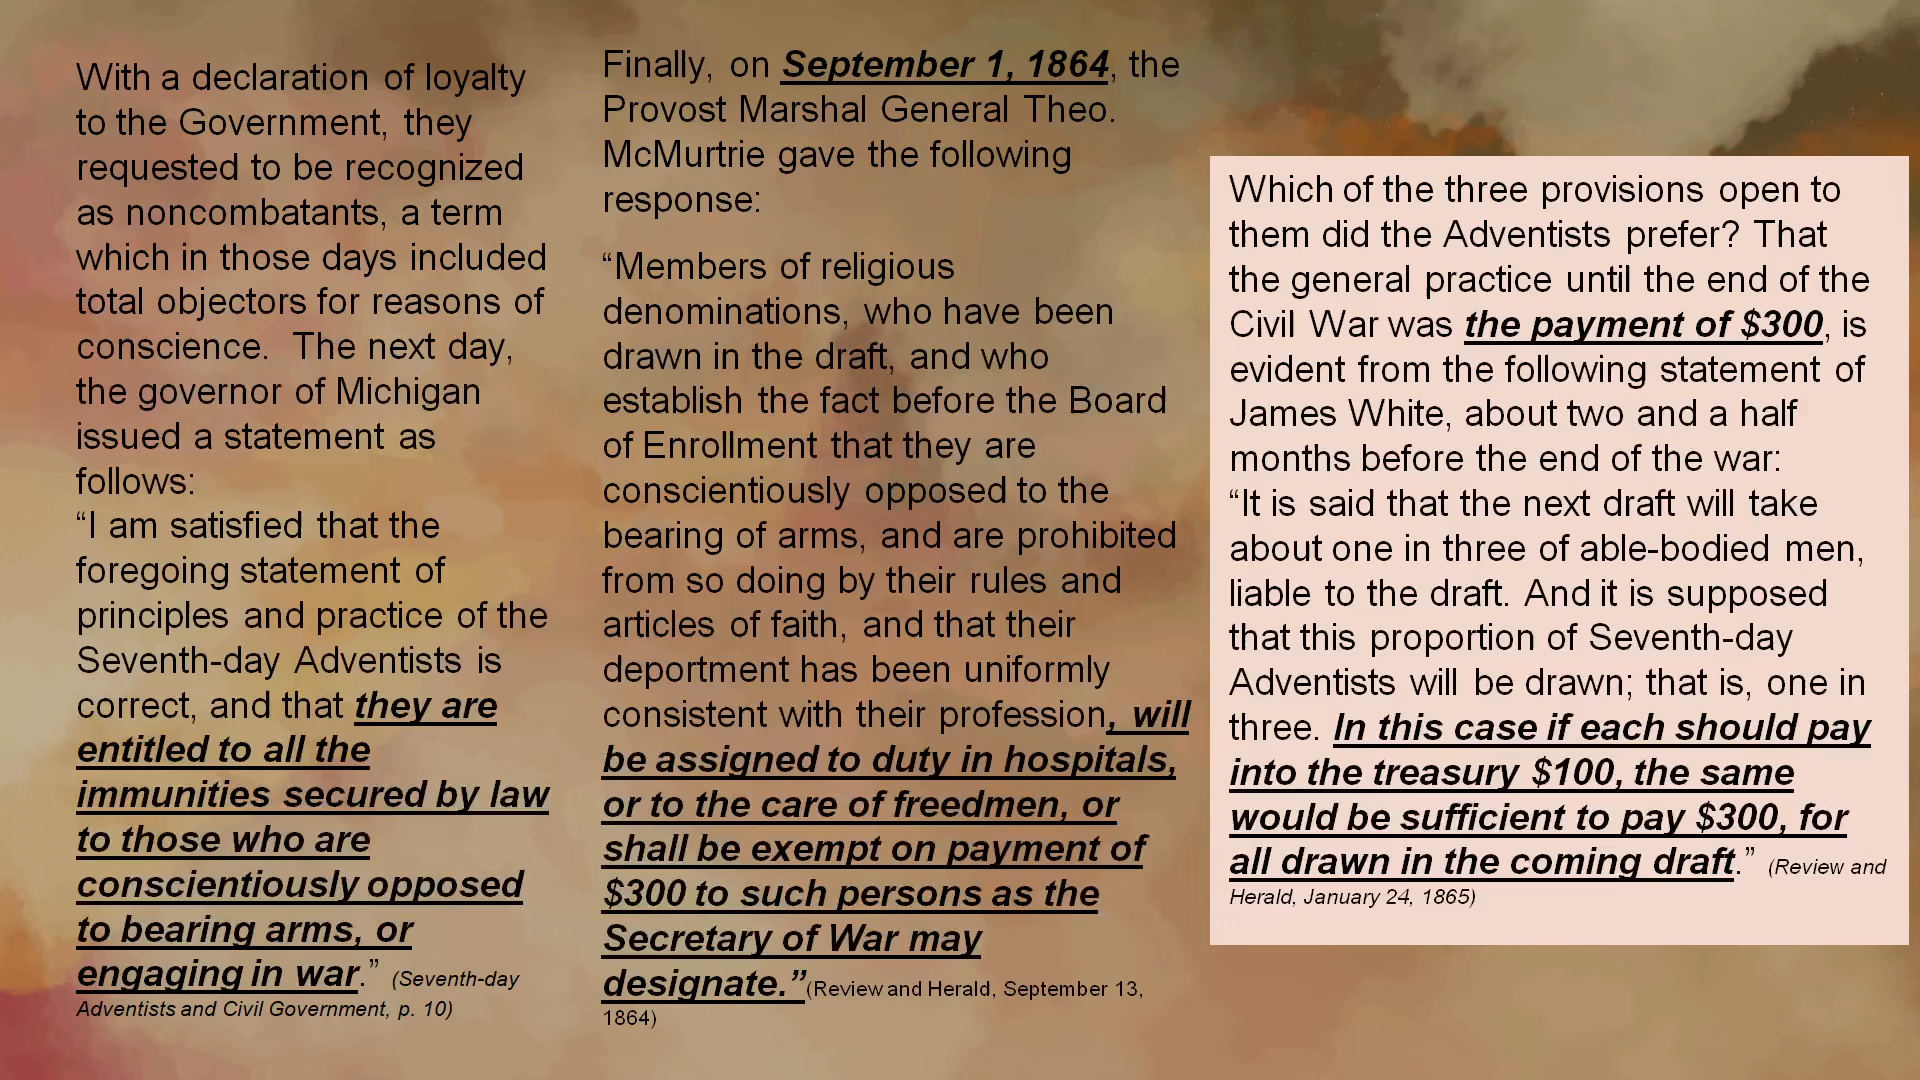 With a declaration of loyalty
to the Government, they
requested to be recognized
as noncombatants, a term
which in those days included
total objectors for reasons of
conscience. The next day,
the governor of Michigan
issued a statement as
follows:
“I am satisfied that the
foregoing statement of
principles and practice of the
Seventh-day Adventists is
correct, and that they are
entitled to all the
immunities secured by law
to those who are
conscientiously opposed
to bearing arms, or
engaging in war.” (Seventh-day
Adventists and Civil Government, p. 10)
Finally, on September 1, 1864, the
Provost Marshal General Theo.
McMurtrie gave the following
response:
“Members of religious
denominations, who have been
drawn in the draft, and who
establish the fact before the Board
of Enrollment that they are
conscientiously opposed to the
bearing of arms, and are prohibited
from so doing by their rules and
articles of faith, and that their
deportment has been uniformly
consistent with their profession, will
be assigned to duty in hospitals,
or to the care of freedmen, or
shall be exempt on payment of
$300 to such persons as the
Secretary of War may
designate.”(Review and Herald, September 13,
1864)
Which of the three provisions open to
them did the Adventists prefer? That
the general practice until the end of the
Civil War was the payment of $300, is
evident from the following statement of
James White, about two and a half
months before the end of the war:
“It is said that the next draft will take
about one in three of able-bodied men,
liable to the draft. And it is supposed
that this proportion of Seventh-day
Adventists will be drawn; that is, one in
three. In this case if each should pay
into the treasury $100, the same
would be sufficient to pay $300, for
all drawn in the coming draft.” (Review and
Herald, January 24, 1865)